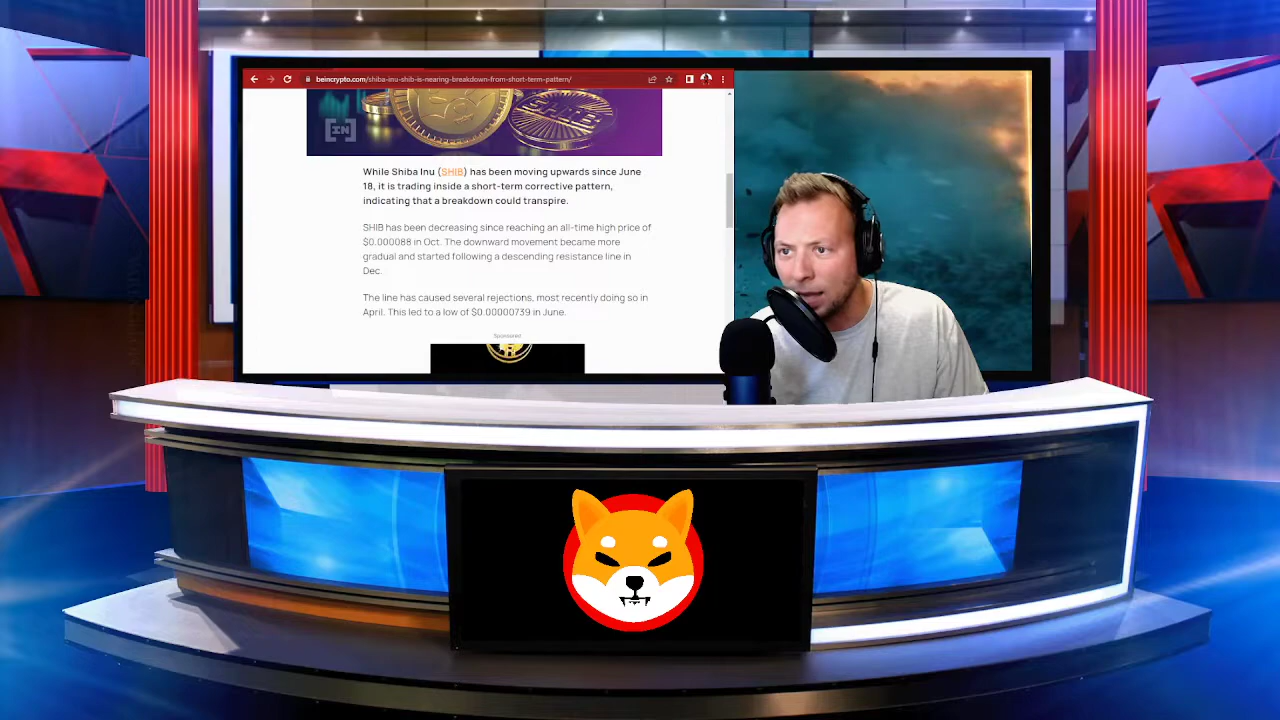 beincrypto.com/shiba-inu-shib-is-nearing-breakdown-from-short-term-pattern/
[IN]
SHIB
While Shiba Inu (SHIB) has been moving upwards since June
18, it is trading inside a short-term corrective pattern,
indicating that a breakdown could transpire.
SHIB has been decreasing since reaching an all-time high price of
$0.000088 in Oct. The downward movement became more
gradual and started following a descending resistance line in
Dec.
The line has caused several rejections, most recently doing so in
April. This led to a low of $0.00000739 in June.
Sponsored